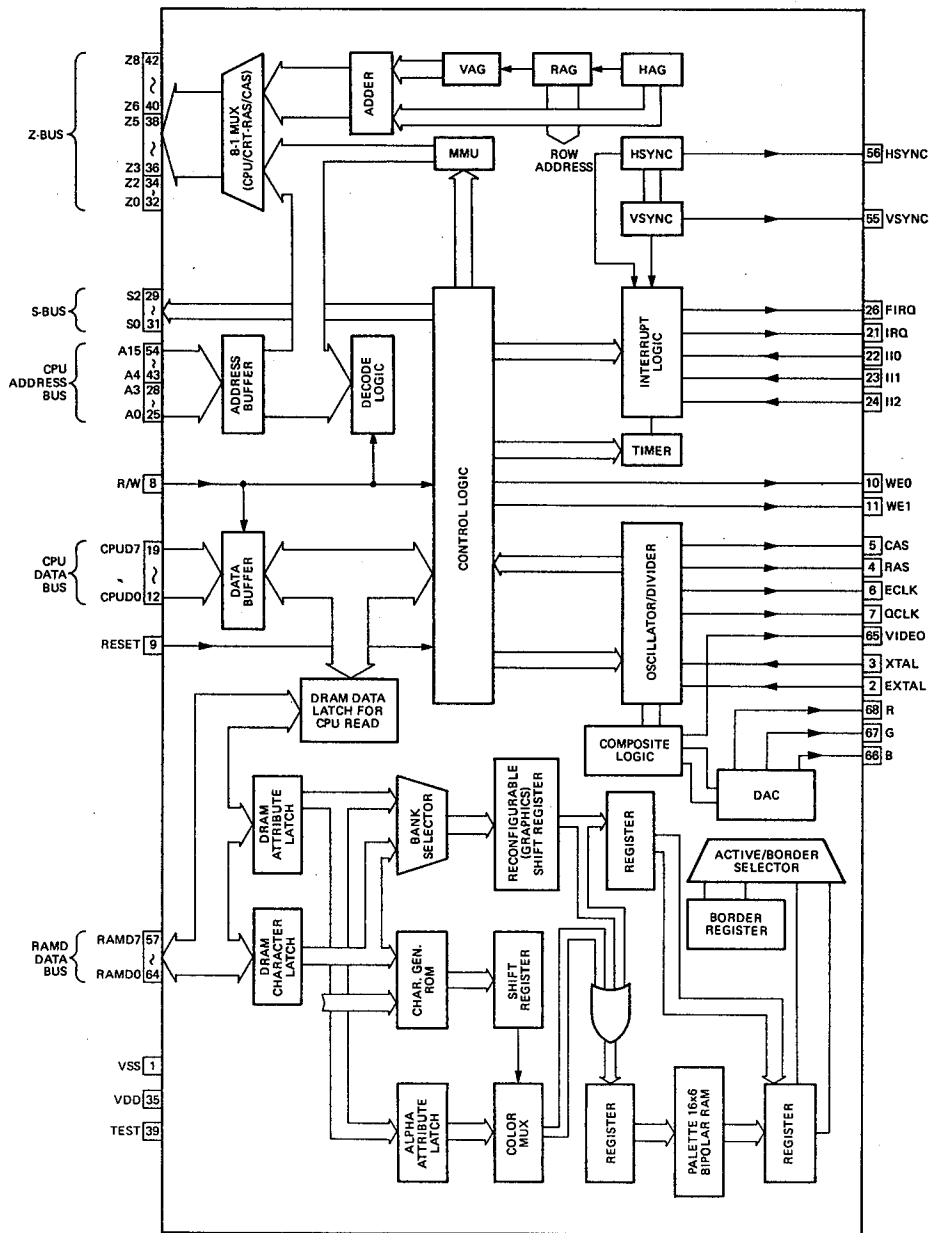 Z8 42
Z6 40
Z5 38
Z3 36
Z2 34
Z0 32
Z-BUS
8-1 MUX
(CPU/CRT-RAS/CAS)
ADDER
VAG
RAG
HAG
MMU
ROW
ADDRESS
HSYNC
VSYNC
56 HSYNC
55 VSYNC
S-BUS
S2 29
S0 31
CPU
ADDRESS
BUS
A15 54
A4 43
A3 28
A0 25
ADDRESS
BUFFER
DECODE
LOGIC
CONTROL LOGIC
INTERRUPT
LOGIC
TIMER
26 FIRQ
21 IRQ
22 II0
23 II1
24 II2
R/W 8
10 WE0
11 WE1
CPU
DATA
BUS
CPUD7 19
CPUD0 12
DATA
BUFFER
RESET 9
OSCILLATOR/DIVIDER
5 CAS
4 RAS
6 ECLK
7 QCLK
65 VIDEO
3 XTAL
2 EXTAL
68 R
67 G
66 B
DRAM DATA
LATCH FOR
CPU READ
COMPOSITE
LOGIC
DAC
DRAM
ATTRIBUTE
LATCH
BANK
SELECTOR
RECONFIGURABLE
(GRAPHICS)
SHIFT REGISTER
REGISTER
ACTIVE/BORDER
SELECTOR
BORDER
REGISTER
RAMD
DATA
BUS
RAMD7 57
RAMD0 64
DRAM
CHARACTER
LATCH
CHAR. GEN.
ROM
SHIFT
REGISTER
VSS 1
VDD 35
TEST 39
ALPHA
ATTRIBUTE
LATCH
COLOR
MUX
REGISTER
PALETTE 16x6
BIPOLAR RAM
REGISTER